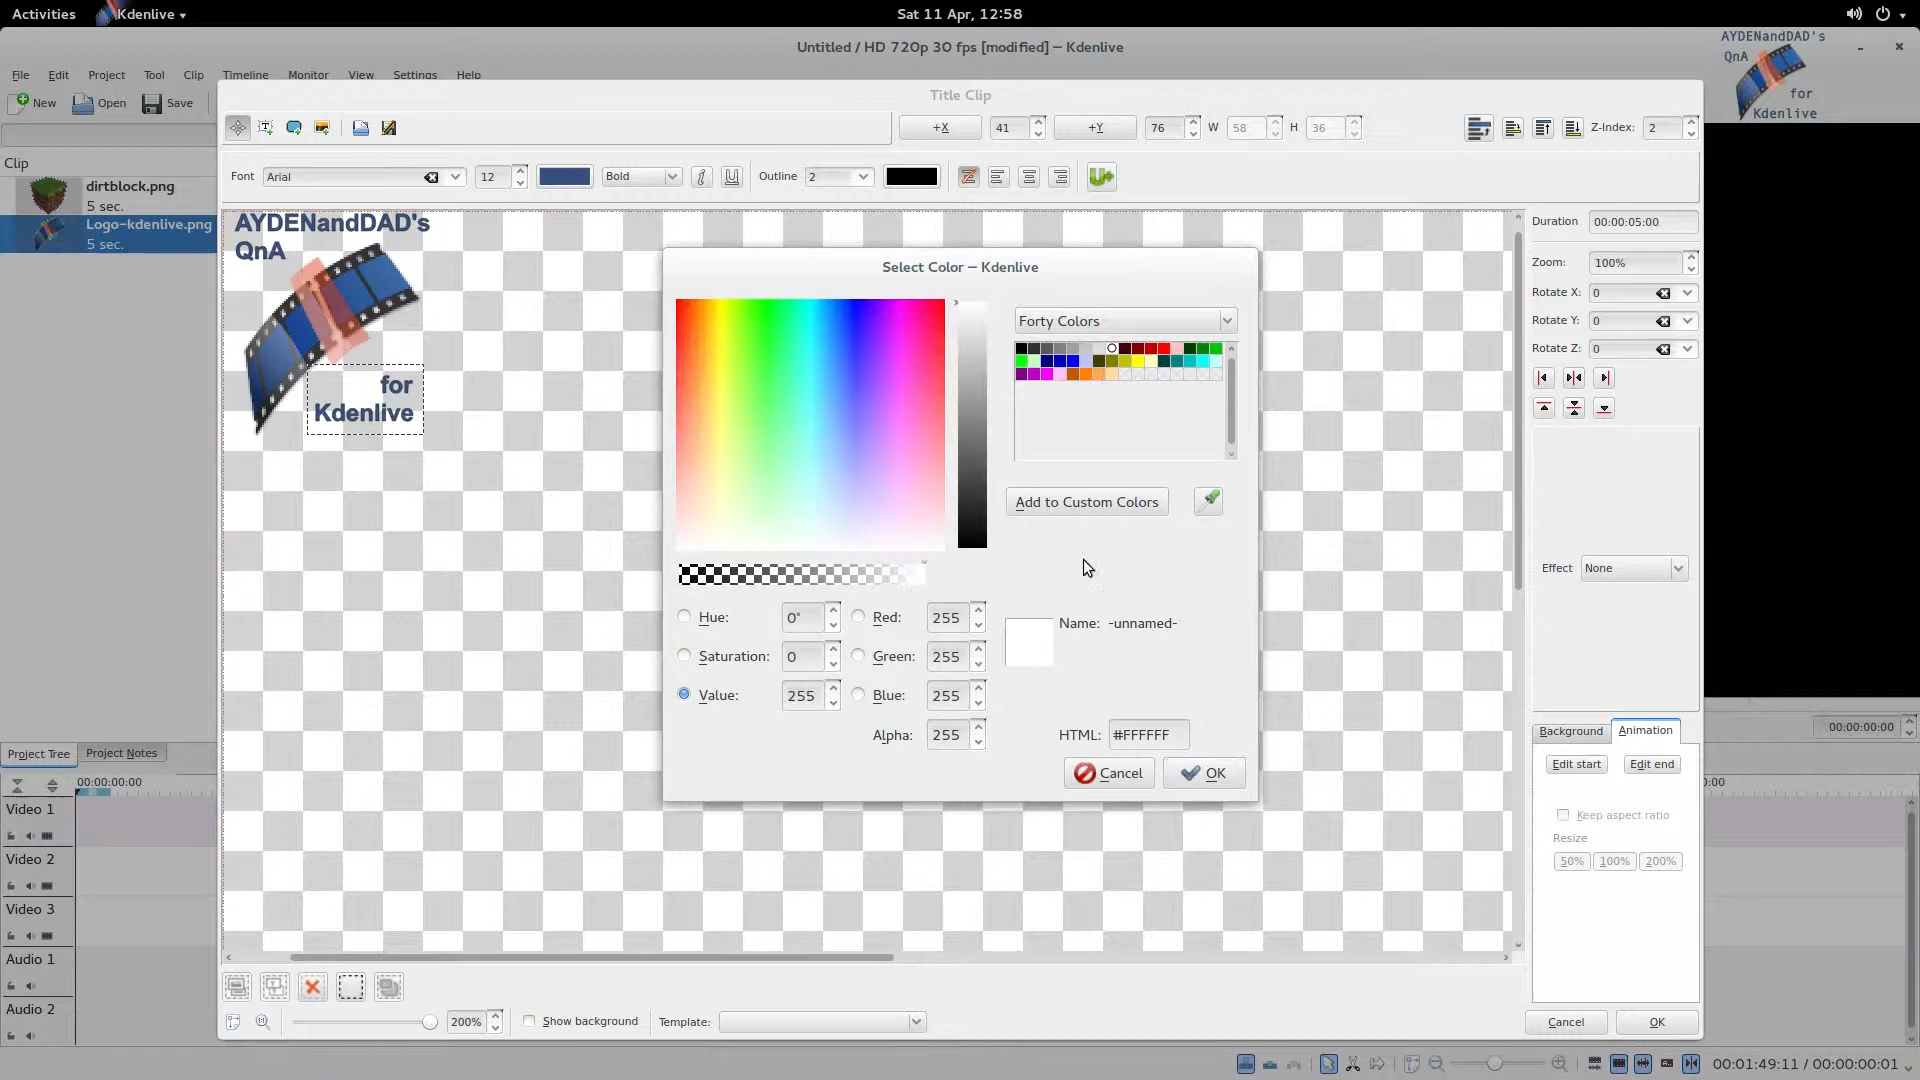 Activities
Kdenlive
Sat 11 Apr, 12:58
Untitled / HD 720p 30 fps [modified] — Kdenlive
AYDENandDAD's
QnA
for
Kdenlive
File Edit Project Tool Clip Timeline Monitor View Settings Help
New Open Save
Title Clip
+X 41 +Y 76 W 58 H 36 Z-Index: 2
Clip
Font Arial 12 Bold i U Outline 2
dirtblock.png
5 sec.
Logo-kdenlive.png
5 sec.
AYDENandDAD's
QnA
for
Kdenlive
Duration 00:00:05:00
Zoom: 100%
Rotate X: 0
Rotate Y: 0
Rotate Z: 0
Select Color — Kdenlive
Forty Colors
Add to Custom Colors
Effect None
Hue: 0° Red: 255
Name: -unnamed-
Saturation: 0 Green: 255
Value: 255 Blue: 255
Alpha: 255 HTML: #FFFFFF
Cancel OK
Background Animation
Edit start Edit end
Keep aspect ratio
Resize
50% 100% 200%
00:00:00:00
Project Tree Project Notes
00:00:00:00
:00
Video 1
Video 2
Video 3
Audio 1
Audio 2
200% Show background Template:
Cancel OK
00:01:49:11 / 00:00:00:01